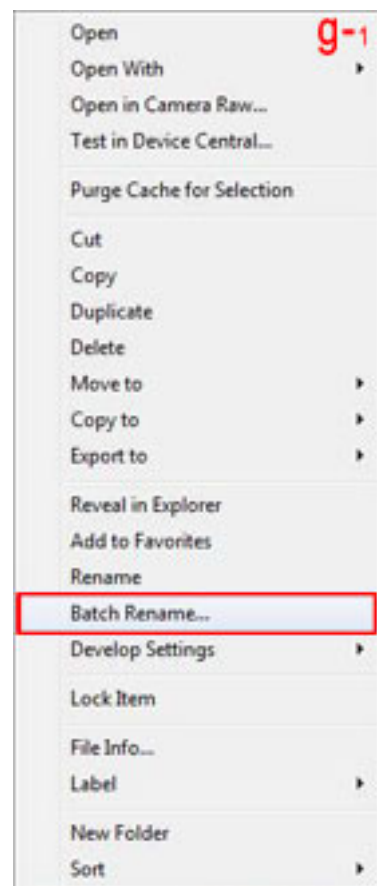 Open
g-1
Open With
Open in Camera Raw...
Test in Device Central...
Purge Cache for Selection
Cut
Copy
Duplicate
Delete
Move to
Copy to
Export to
Reveal in Explorer
Add to Favorites
Rename
Batch Rename...
Develop Settings
Lock Item
File Info...
Label
New Folder
Sort